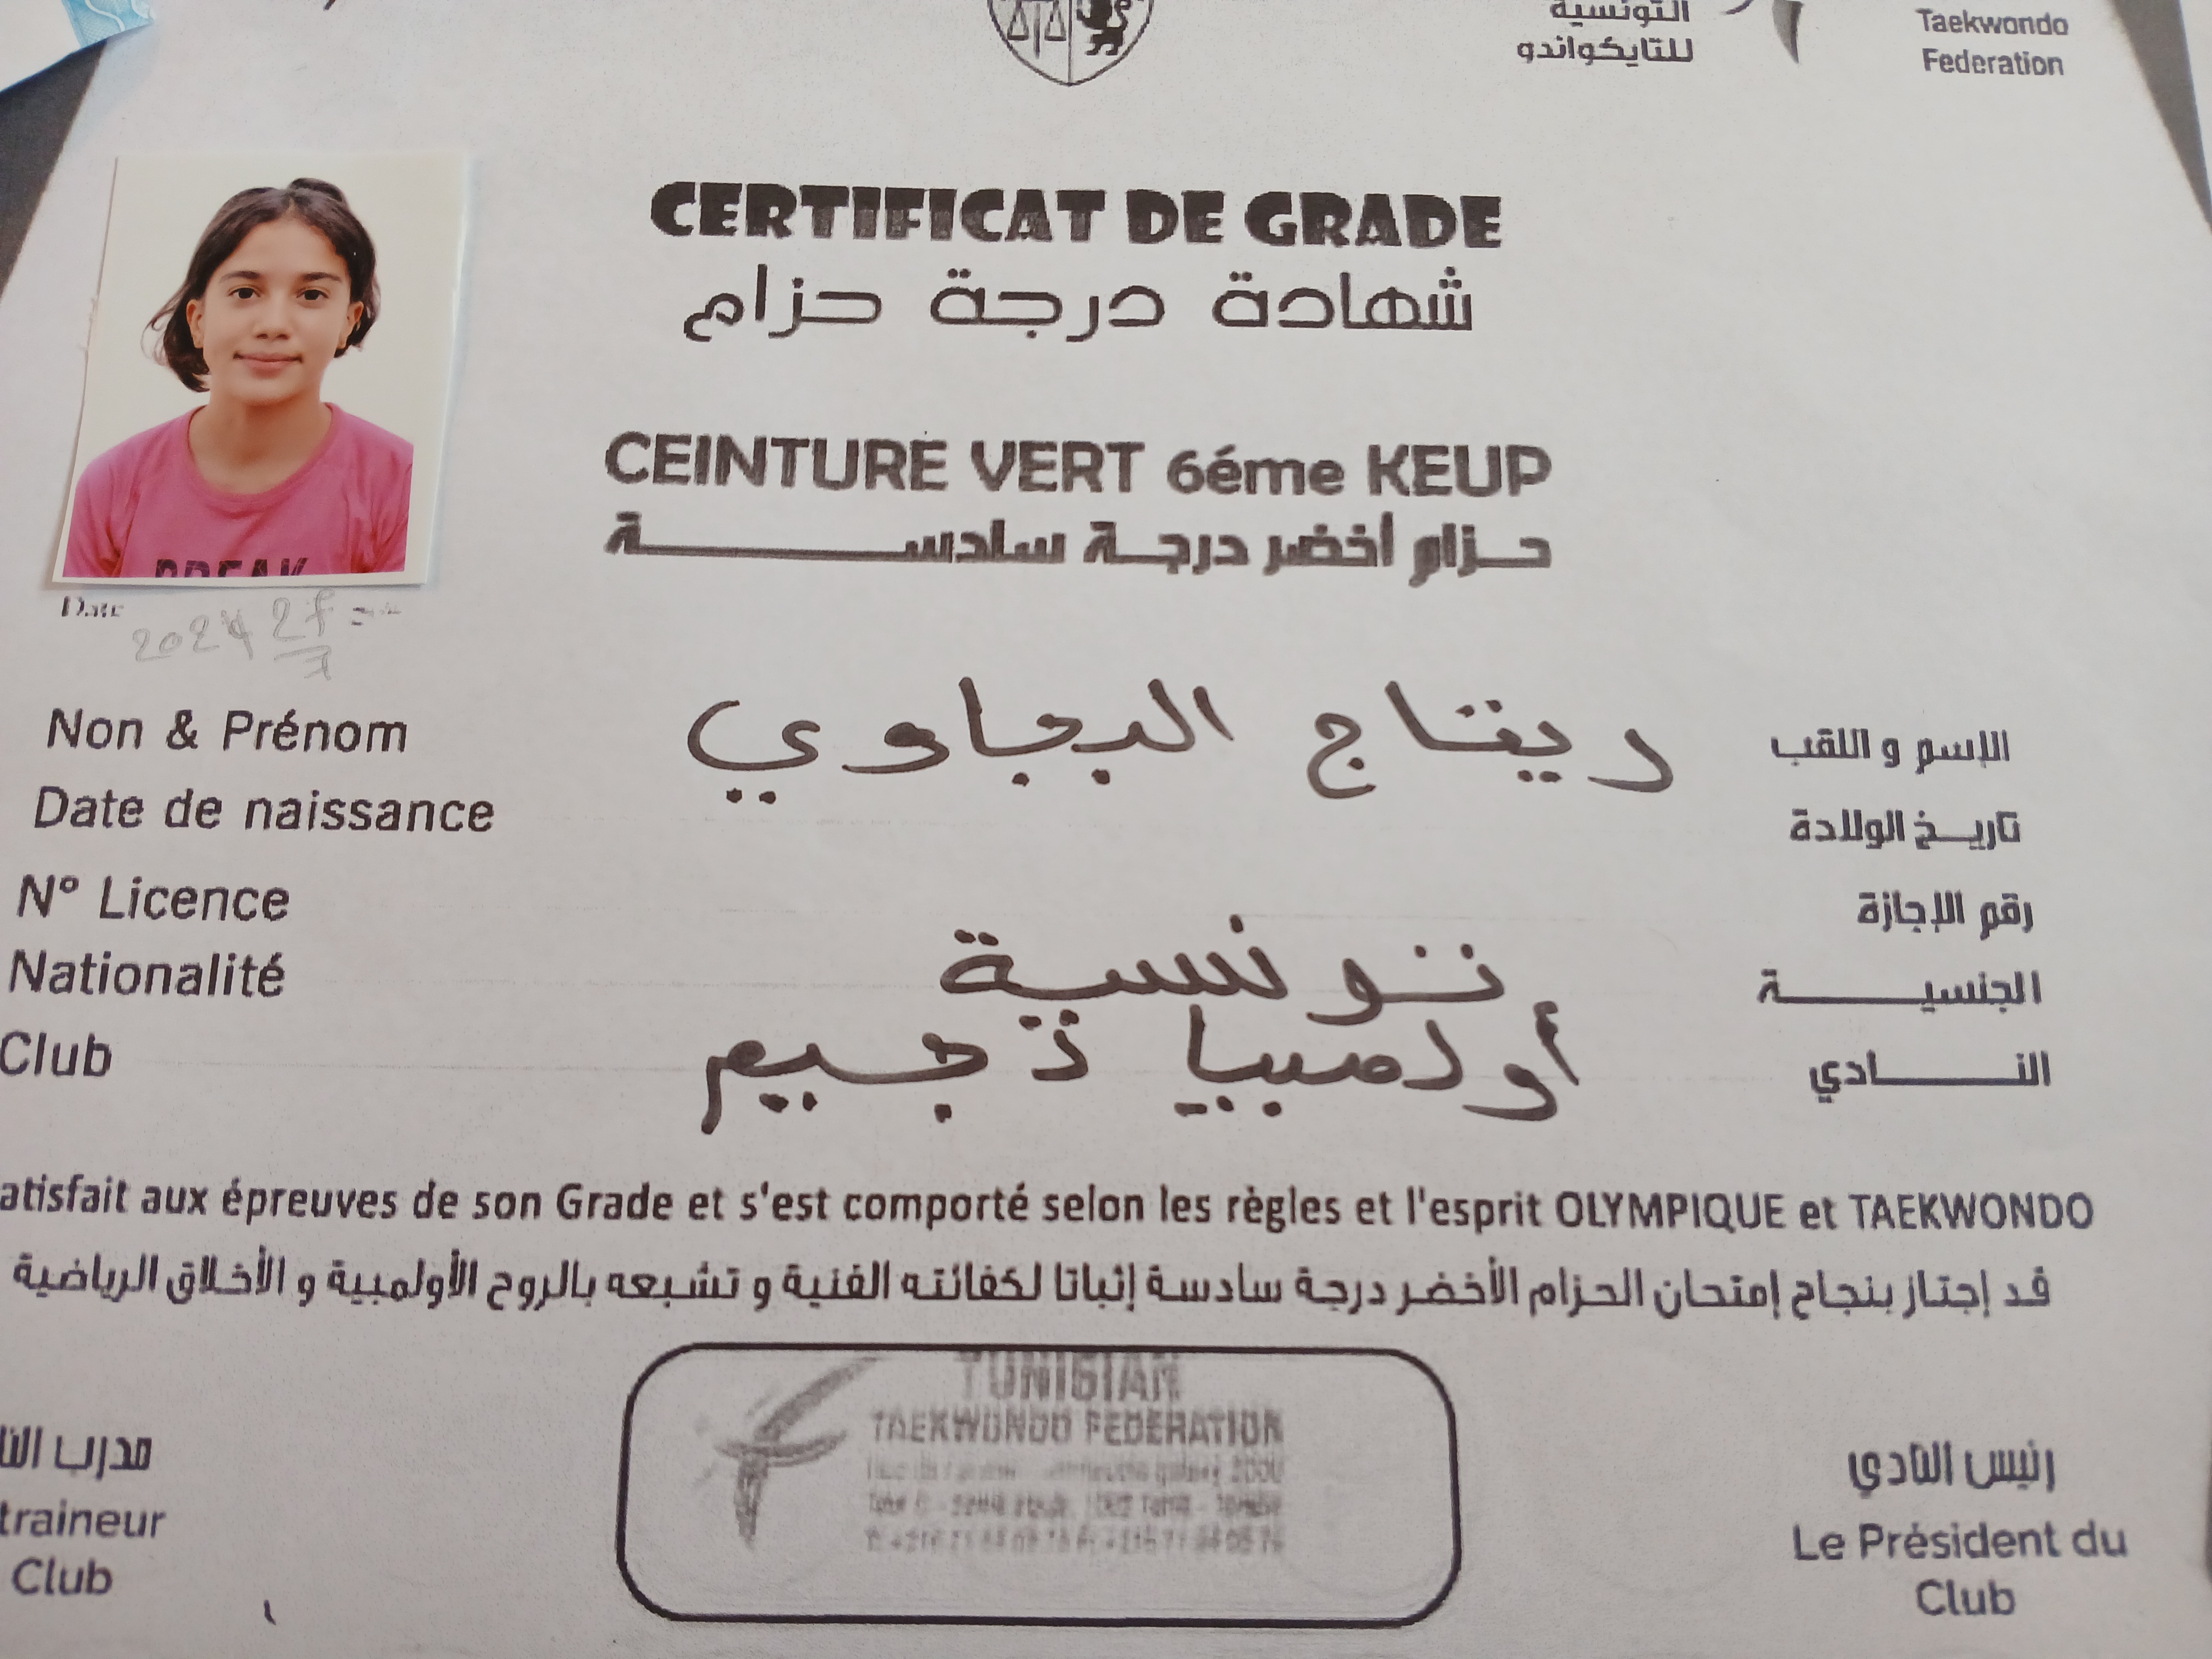 التونسية Taekwondo
للتايكواندو Federation
CERTIFICAT DE GRADE
شهادة درجة حزام
CEINTURE VERT 6éme KEUP
حزام أخضر درجة سادسة
BREAK
Date 2024
Non & Prénom ريتاج البجاوي الإسم و اللقب
Date de naissance تاريخ الولادة
N° Licence رقم الإجازة
Nationalité تونسية الجنسية
Club أولمبيا دجبيم النادي
atisfait aux épreuves de son Grade et s'est comporté selon les règles et l'esprit OLYMPIQUE et TAEKWONDO
قد إجتاز بنجاح إمتحان الحزام الأخضر درجة سادسة إثباتا لكفائته الفنية و تشبعه بالروح الأولمبية و الأخلاق الرياضية
TUNISIAN
TAEKWONDO FEDERATION
مدرب النا
traineur
Club
رئيس النادي
Le Président du
Club